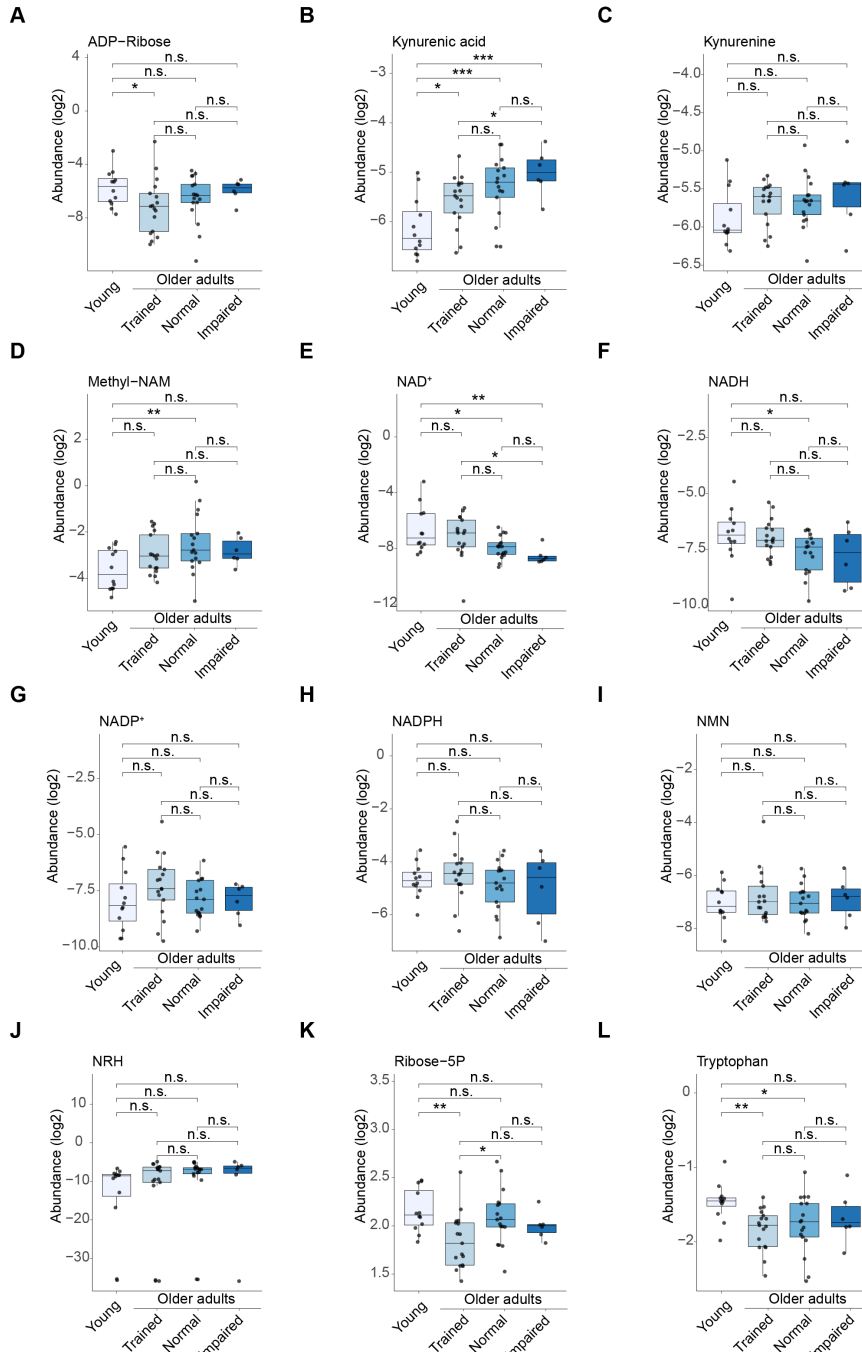 A
ADP−Ribose
Abundance (log2)
4
0
−4
−8
n.s.
n.s.
*
n.s.
n.s.
n.s.
Older adults
Young
Trained
Normal
Impaired
B
Kynurenic acid
Abundance (log2)
−3
−4
−5
−6
***
***
*
n.s.
*
n.s.
Older adults
Young
Trained
Normal
Impaired
C
Kynurenine
Abundance (log2)
−4.0
−4.5
−5.0
−5.5
−6.0
−6.5
n.s.
n.s.
n.s.
n.s.
n.s.
n.s.
Older adults
Young
Trained
Normal
Impaired
D
Methyl−NAM
Abundance (log2)
2
0
−2
−4
n.s.
**
n.s.
n.s.
n.s.
n.s.
Older adults
Young
Trained
Normal
Impaired
E
NAD⁺
Abundance (log2)
0
−4
−8
−12
**
*
n.s.
n.s.
*
n.s.
Older adults
Young
Trained
Normal
Impaired
F
NADH
Abundance (log2)
−2.5
−5.0
−7.5
−10.0
n.s.
*
n.s.
n.s.
n.s.
n.s.
Older adults
Young
Trained
Normal
Impaired
G
NADP⁺
Abundance (log2)
−2.5
−5.0
−7.5
−10.0
n.s.
n.s.
n.s.
n.s.
n.s.
n.s.
Older adults
Young
Trained
Normal
Impaired
H
NADPH
Abundance (log2)
0
−2
−4
−6
n.s.
n.s.
n.s.
n.s.
n.s.
n.s.
Older adults
Young
Trained
Normal
Impaired
I
NMN
Abundance (log2)
−2
−4
−6
−8
n.s.
n.s.
n.s.
n.s.
n.s.
n.s.
Older adults
Young
Trained
Normal
Impaired
J
NRH
Abundance (log2)
10
0
−10
−20
−30
n.s.
n.s.
n.s.
n.s.
n.s.
n.s.
Older adults
Young
Trained
Normal
Impaired
K
Ribose−5P
Abundance (log2)
3.5
3.0
2.5
2.0
1.5
n.s.
n.s.
**
n.s.
n.s.
*
Older adults
Young
Trained
Normal
Impaired
L
Tryptophan
Abundance (log2)
0
−1
−2
n.s.
*
**
n.s.
n.s.
n.s.
Older adults
Young
Trained
Normal
Impaired